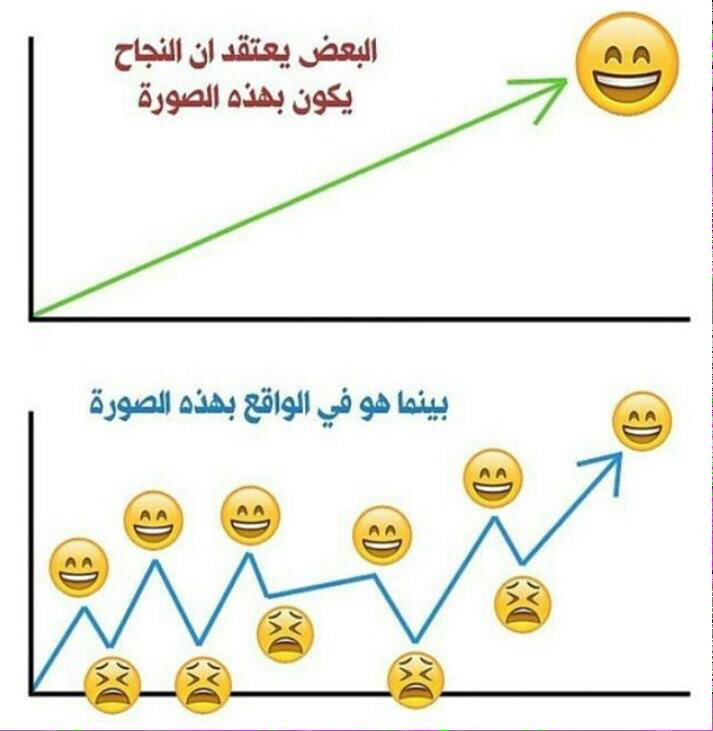 البعض يعتقد ان النجاح
يكون بهذه الصورة
بينما هو في الواقع بهذه الصورة